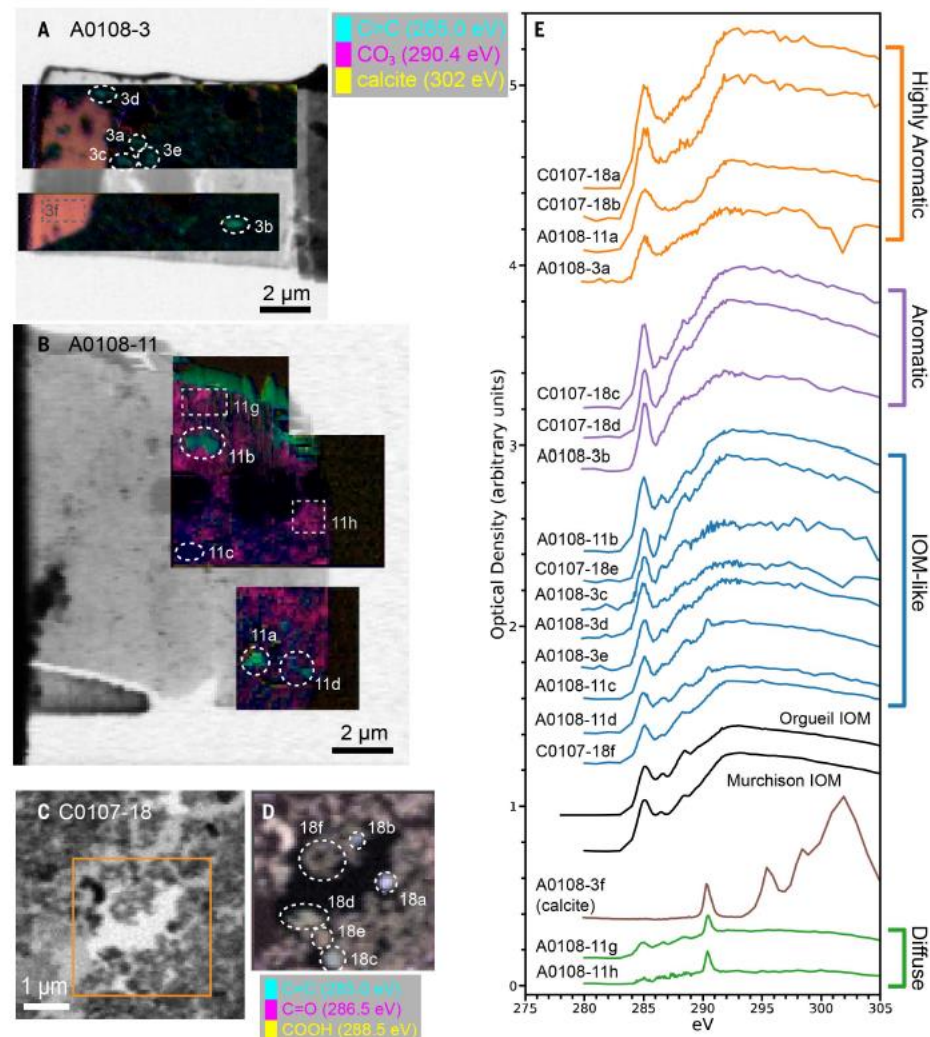 A A0108-3
C=C (285.0 eV)
CO3 (290.4 eV)
calcite (302 eV)
3d
3a
3e
3c
3f
3b
2 μm
B A0108-11
11g
11b
11h
11c
11a
11d
2 μm
C C0107-18
1 μm
D
18f
18b
18a
18d
18e
18c
C=C (285.0 eV)
C=O (286.5 eV)
COOH (288.5 eV)
E
Optical Density (arbitrary units)
5
4
3
2
1
0
C0107-18a
C0107-18b
A0108-11a
A0108-3a
Highly Aromatic
C0107-18c
C0107-18d
A0108-3b
Aromatic
A0108-11b
C0107-18e
A0108-3c
A0108-3d
A0108-3e
A0108-11c
A0108-11d
C0107-18f
IOM-like
Orgueil IOM
Murchison IOM
A0108-3f
(calcite)
A0108-11g
A0108-11h
Diffuse
280 285 290 295 300 305
eV